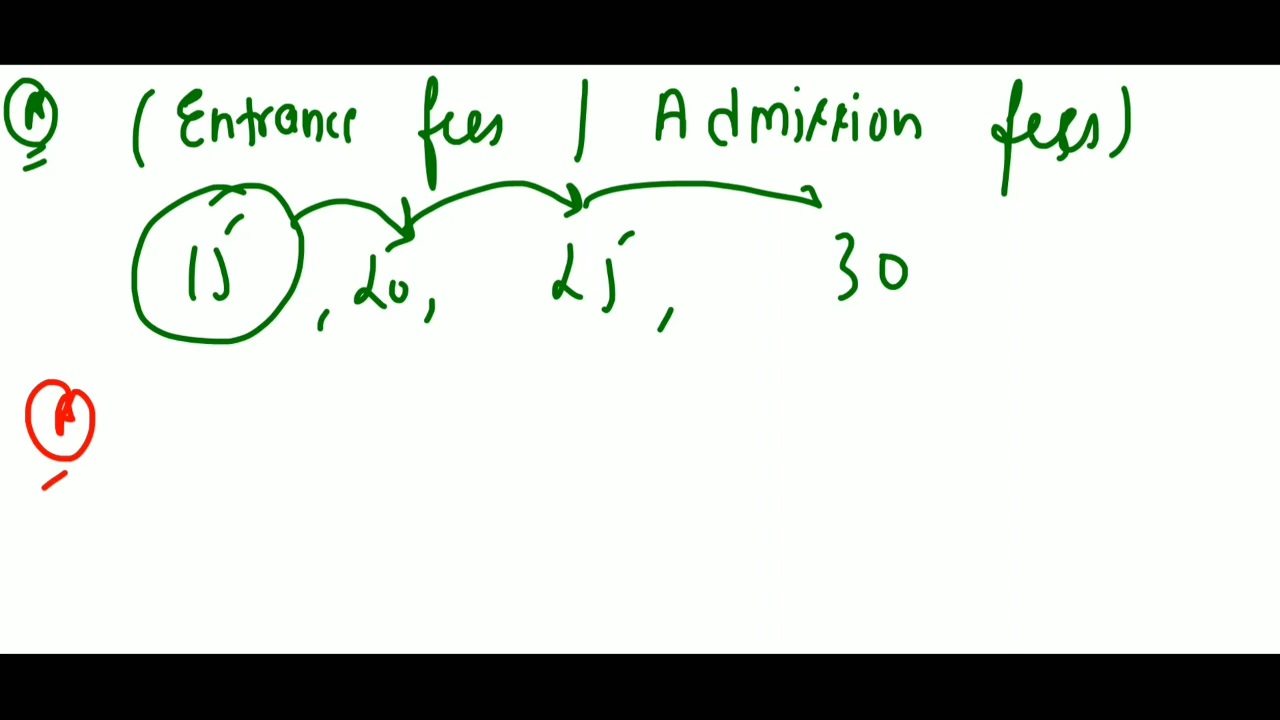 (Entrance fees | Admission fees)
15, 20, 25, 30